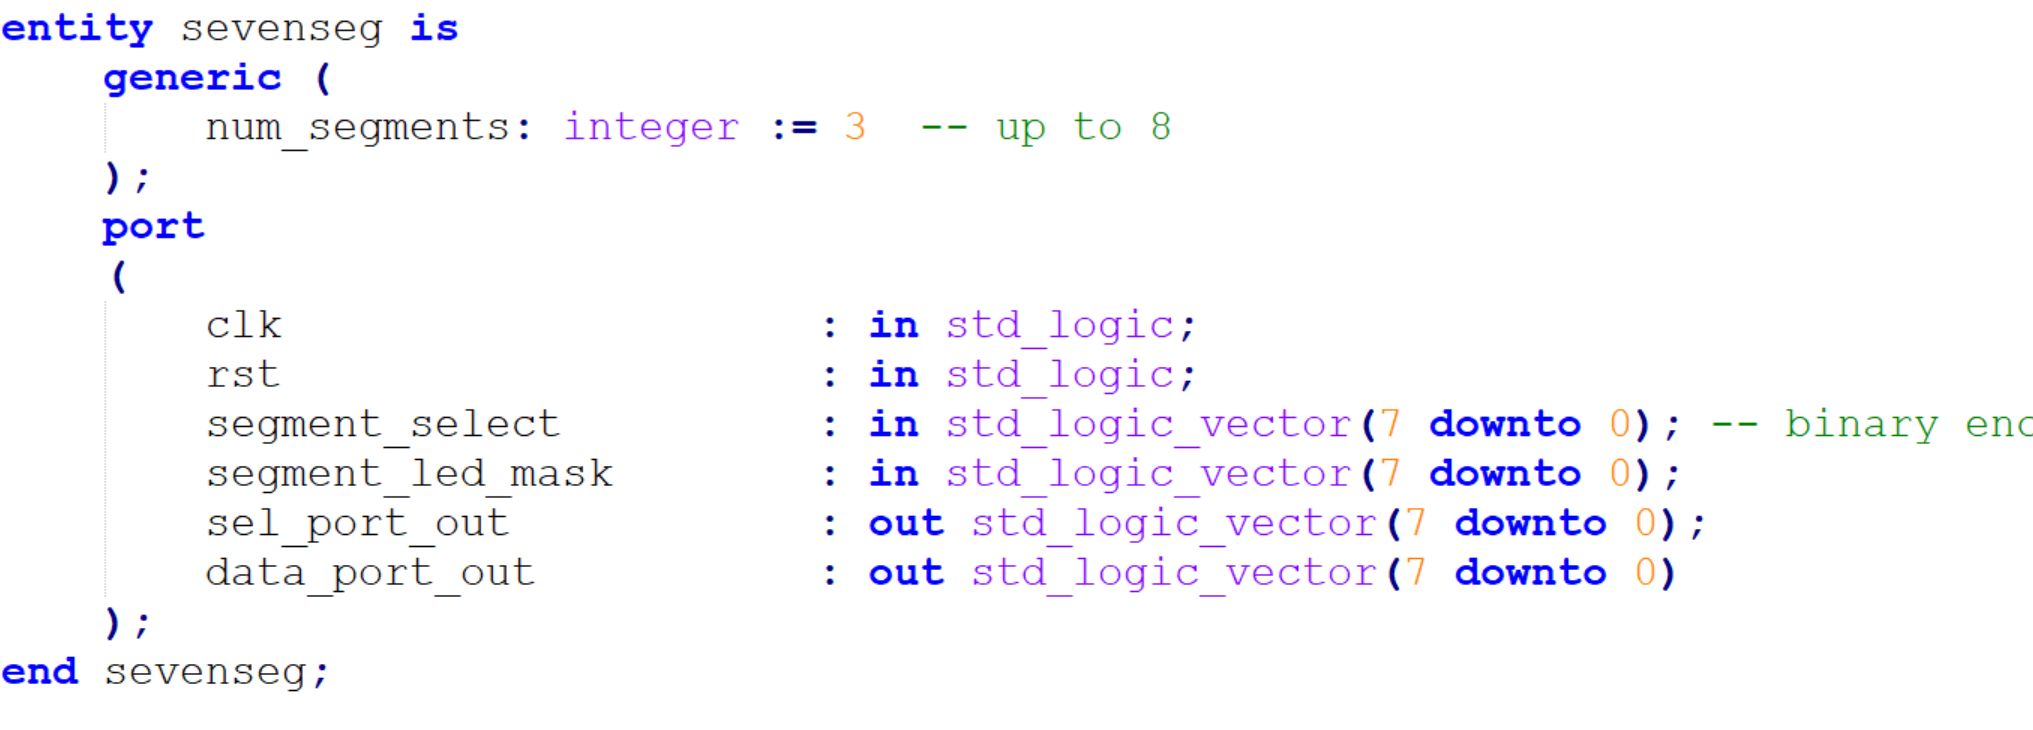 entity sevenseg is
generic (
num_segments: integer := 3 -- up to 8
);
port
(
clk : in std_logic;
rst : in std_logic;
segment_select : in std_logic_vector(7 downto 0); -- binary enc
segment_led_mask : in std_logic_vector(7 downto 0);
sel_port_out : out std_logic_vector(7 downto 0);
data_port_out : out std_logic_vector(7 downto 0)
);
end sevenseg;